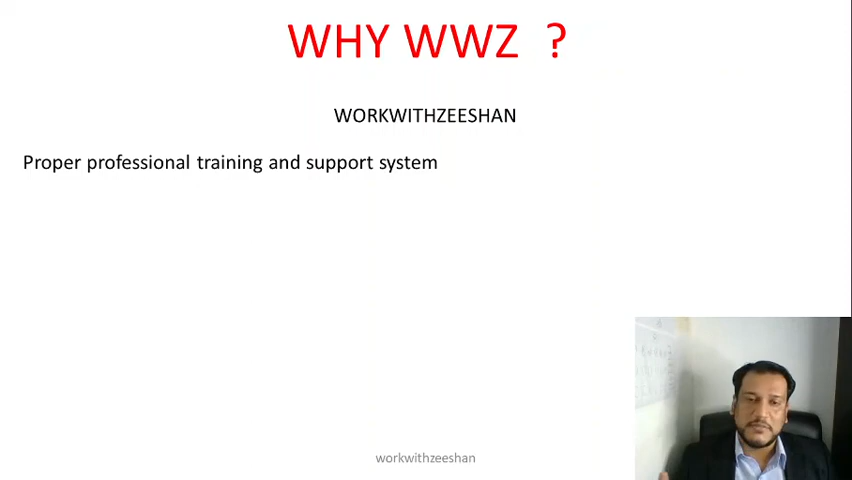 WHY WWZ ?
WORKWITHZEESHAN
Proper professional training and support system
workwithzeeshan